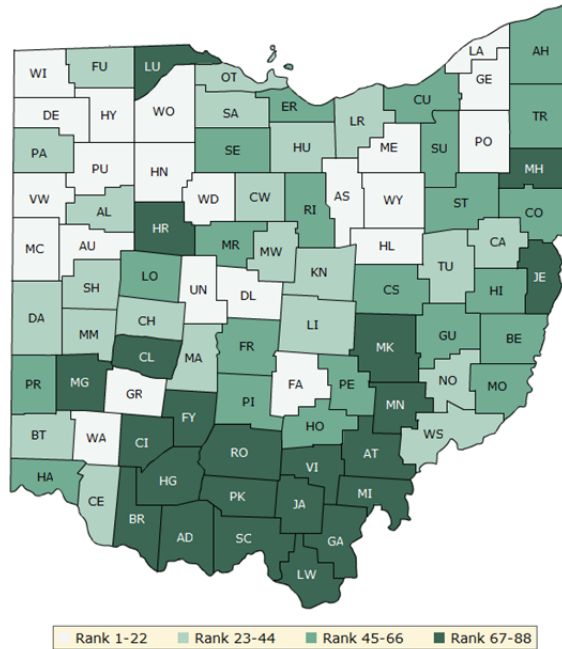 LA
AH
WI
FU
LU
OT
GE
CU
DE
HY
WO
SA
ER
LR
TR
PA
SE
HU
ME
SU
PO
PU
HN
MH
VW
WD
CW
AS
WY
ST
CO
AL
RI
HR
MC
AU
MR
MW
HL
CA
TU
LO
KN
JE
SH
UN
DL
CS
HI
DA
CH
LI
MM
CL
MA
FR
MK
GU
BE
PR
MG
GR
FA
PE
NO
MO
FY
PI
MN
BT
WA
CI
HO
WS
RO
VI
AT
HA
HG
CE
PK
JA
MI
BR
AD
SC
GA
LW
Rank 1-22 Rank 23-44 Rank 45-66 Rank 67-88